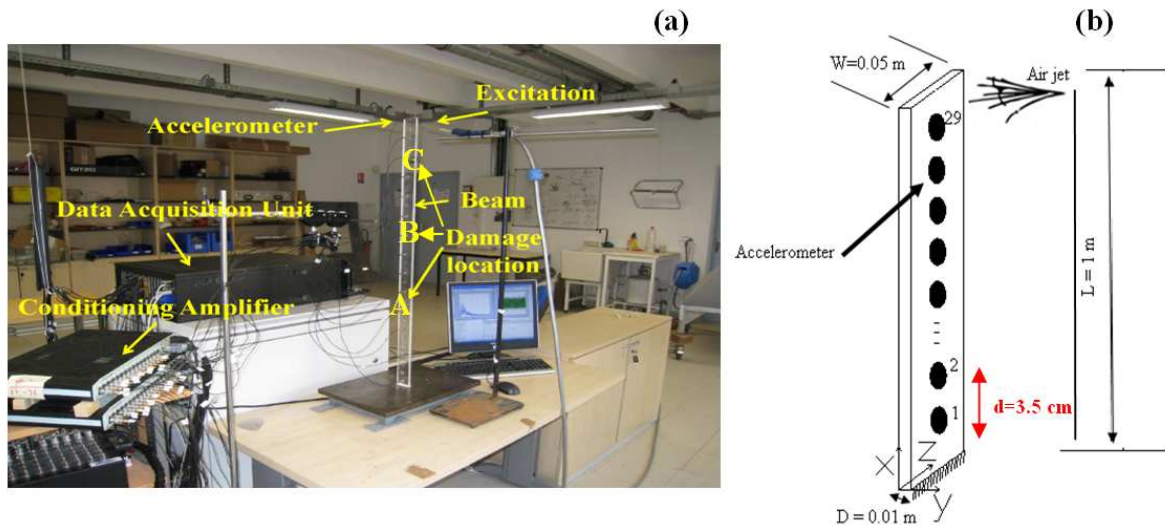 (a)
Excitation
Accelerometer
C
Beam
Data Acquisition Unit
B
Damage
location
A
Conditioning Amplifier
(b)
W=0.05 m
Air jet
29
Accelerometer
L = 1 m
2
d=3.5 cm
1
X
Z
y
D = 0.01 m